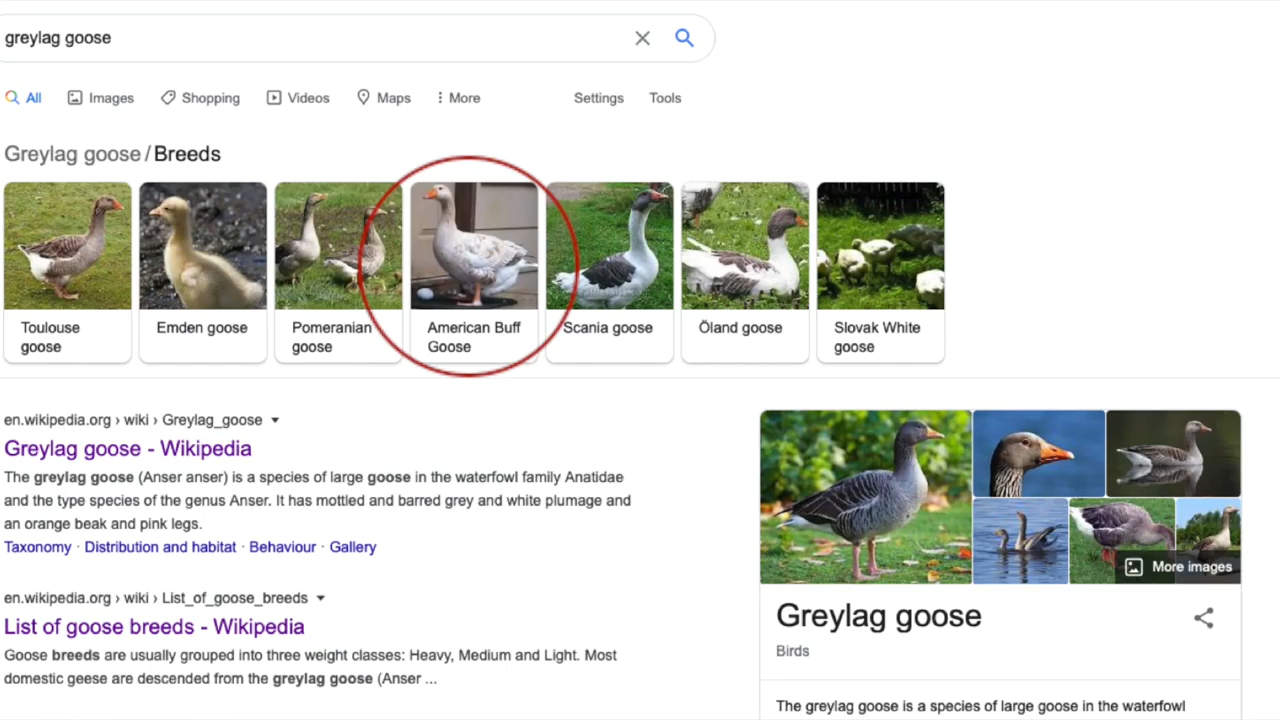 greylag goose
All Images Shopping Videos Maps More Settings Tools
Greylag goose / Breeds
Toulouse
goose
Emden goose
Pomeranian
goose
American Buff
Goose
Scania goose
Öland goose
Slovak White
goose
en.wikipedia.org › wiki › Greylag_goose
Greylag goose - Wikipedia
The greylag goose (Anser anser) is a species of large goose in the waterfowl family Anatidae
and the type species of the genus Anser. It has mottled and barred grey and white plumage and
an orange beak and pink legs.
Taxonomy · Distribution and habitat · Behaviour · Gallery
en.wikipedia.org › wiki › List_of_goose_breeds
List of goose breeds - Wikipedia
Goose breeds are usually grouped into three weight classes: Heavy, Medium and Light. Most
domestic geese are descended from the greylag goose (Anser ...
More images
Greylag goose
Birds
The greylag goose is a species of large goose in the waterfowl